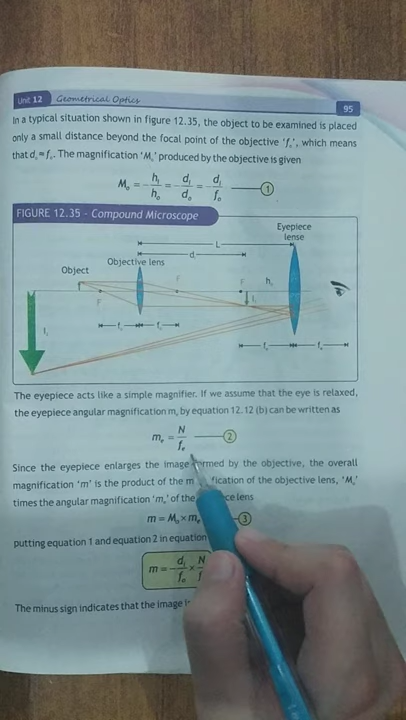 Unit 12 Geometrical Optics 95
In a typical situation shown in figure 12.35, the object to be examined is placed
only a small distance beyond the focal point of the objective 'fₒ', which means
that dₒ ≈ fₒ. The magnification 'Mₒ' produced by the objective is given
Mₒ = hᵢ/hₒ = - dᵢ/dₒ = - dᵢ/fₒ ——①
FIGURE 12.35 - Compound Microscope
Eyepiece
lense
L
dᵢ
Objective lens
Object
F
F
F
hₒ
Iᵢ
I₁
fₒ
fₒ
fₑ
fₑ
The eyepiece acts like a simple magnifier. If we assume that the eye is relaxed,
the eyepiece angular magnification mₑ by equation 12.12 (b) can be written as
mₑ = N/fₑ ——②
Since the eyepiece enlarges the image formed by the objective, the overall
magnification 'm' is the product of the m fication of the objective lens, 'Mₒ'
times the angular magnification 'mₑ' of the ce lens
m = Mₒ × mₑ ③
putting equation 1 and equation 2 in equation
m = - dᵢ/fₒ × N/f
The minus sign indicates that the image i